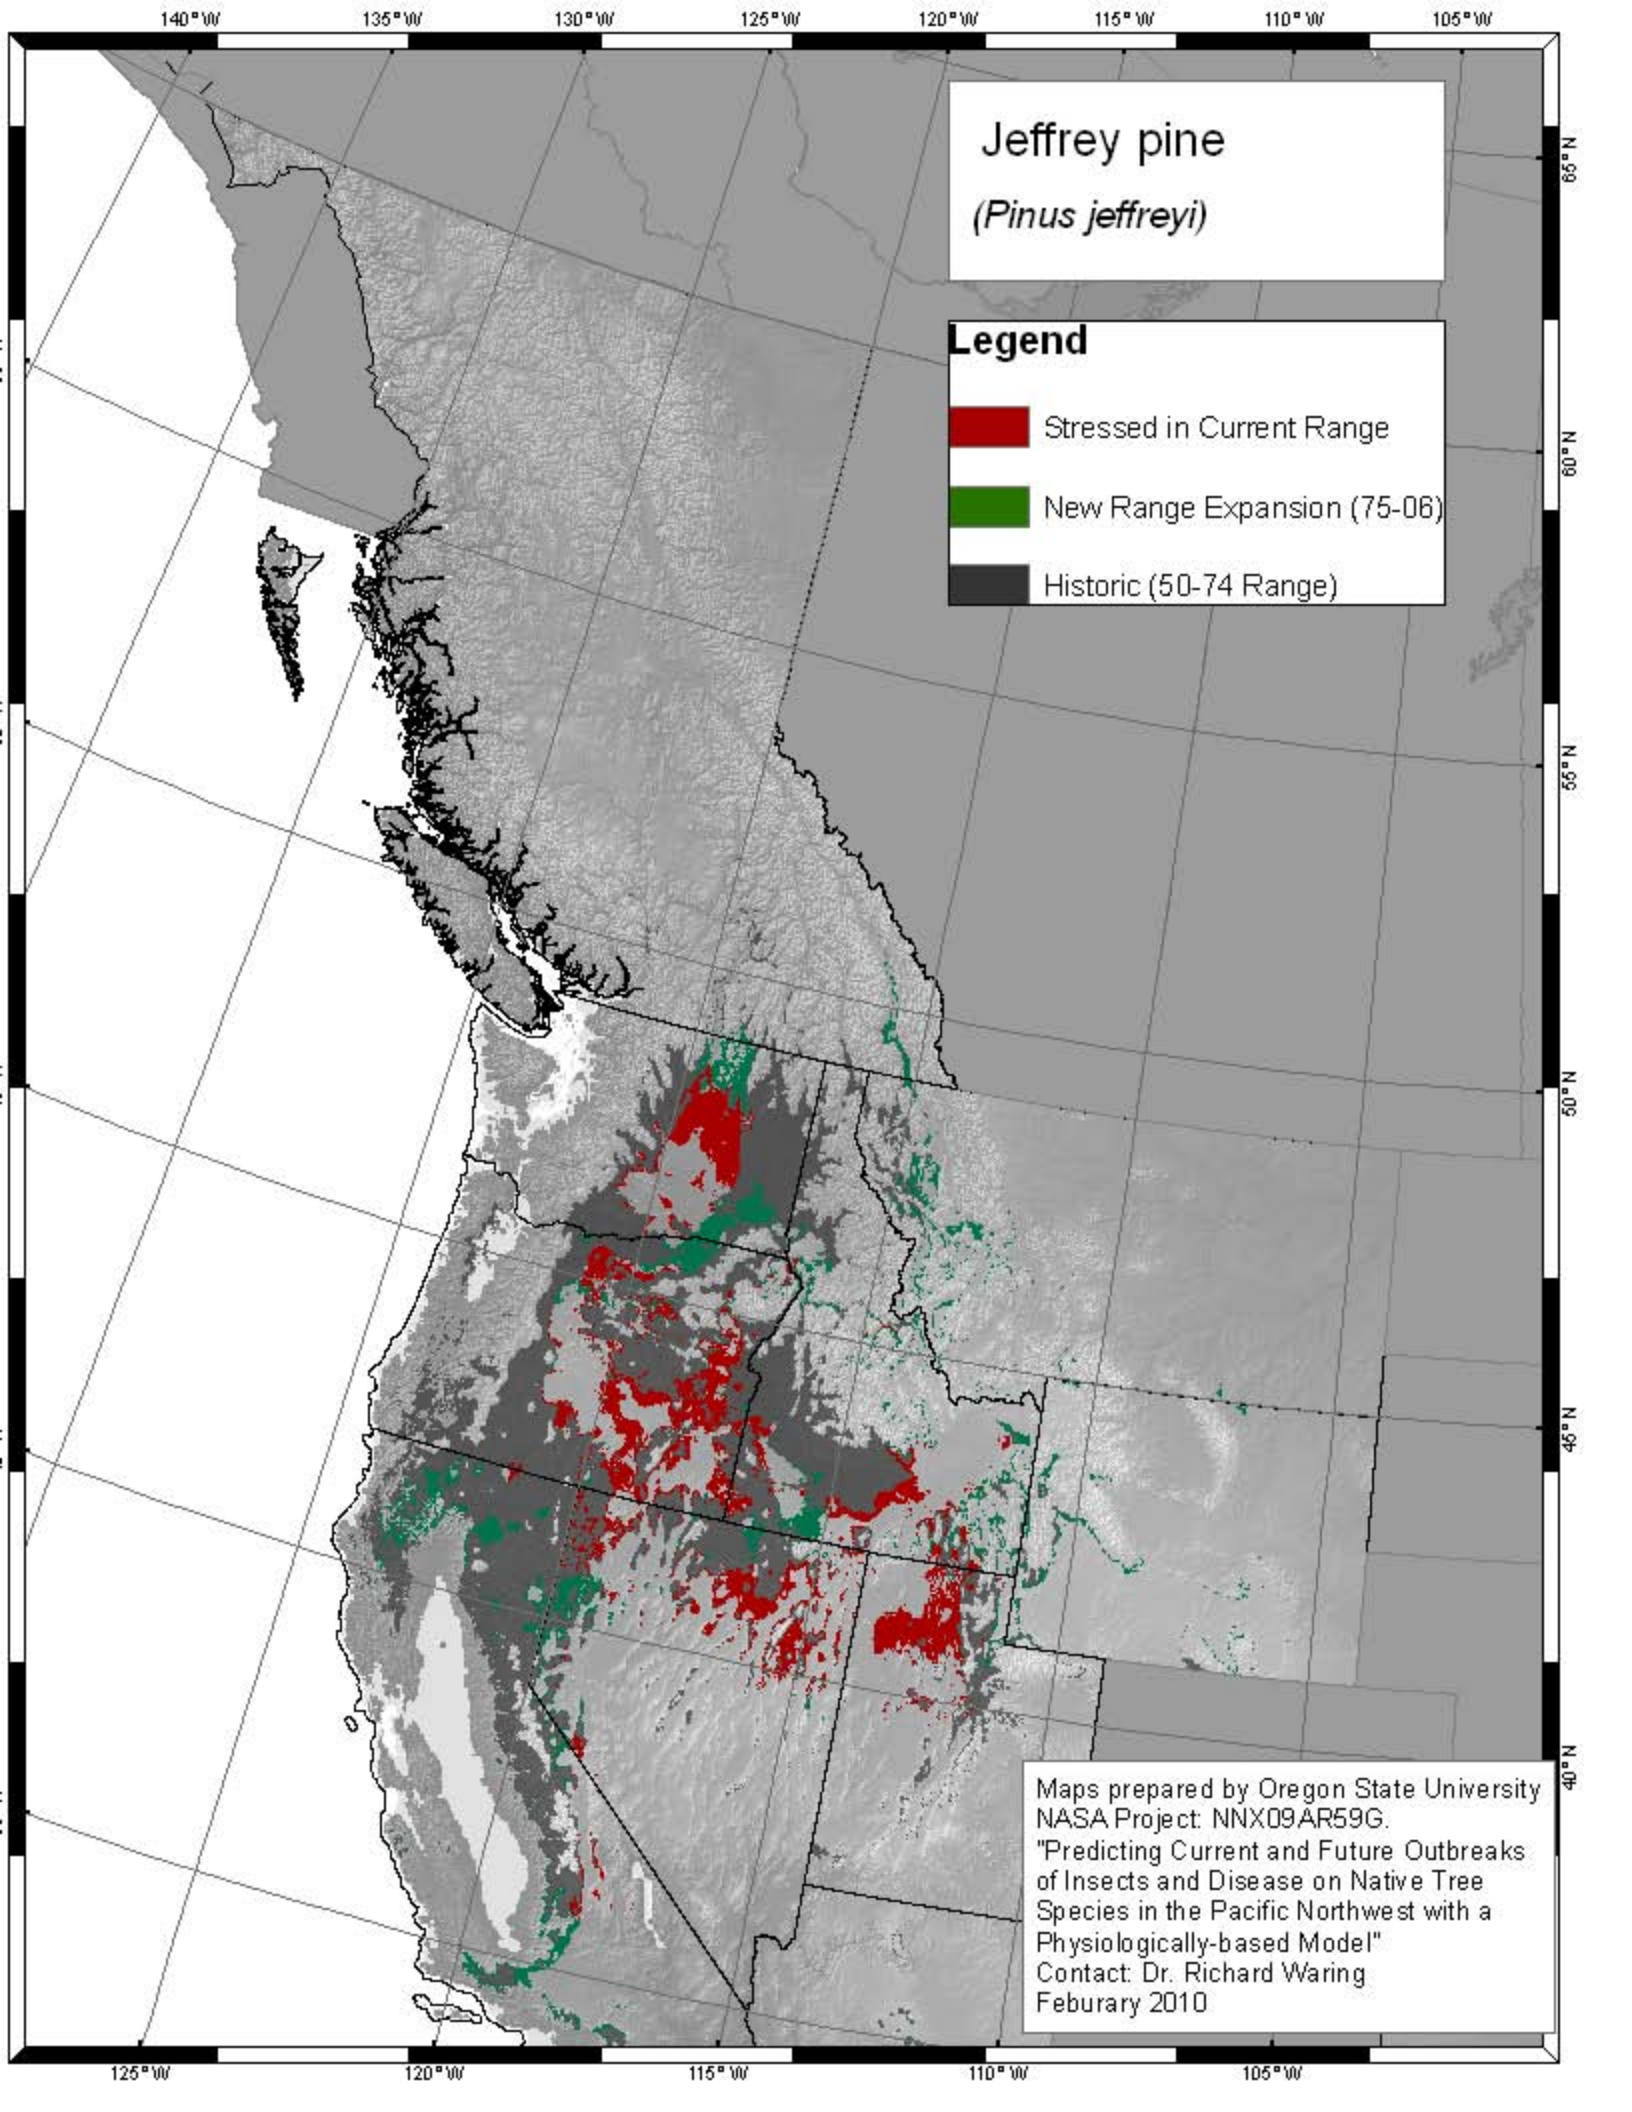 140°W 135°W 130°W 125°W 120°W 115°W 110°W 105°W
Jeffrey pine
(Pinus jeffreyi)
Legend
Stressed in Current Range
New Range Expansion (75-06)
Historic (50-74 Range)
65°N
60°N
55°N
50°N
45°N
40°N
Maps prepared by Oregon State University
NASA Project: NNX09AR59G.
"Predicting Current and Future Outbreaks
of Insects and Disease on Native Tree
Species in the Pacific Northwest with a
Physiologically-based Model"
Contact: Dr. Richard Waring
Feburary 2010
125°W 120°W 115°W 110°W 105°W